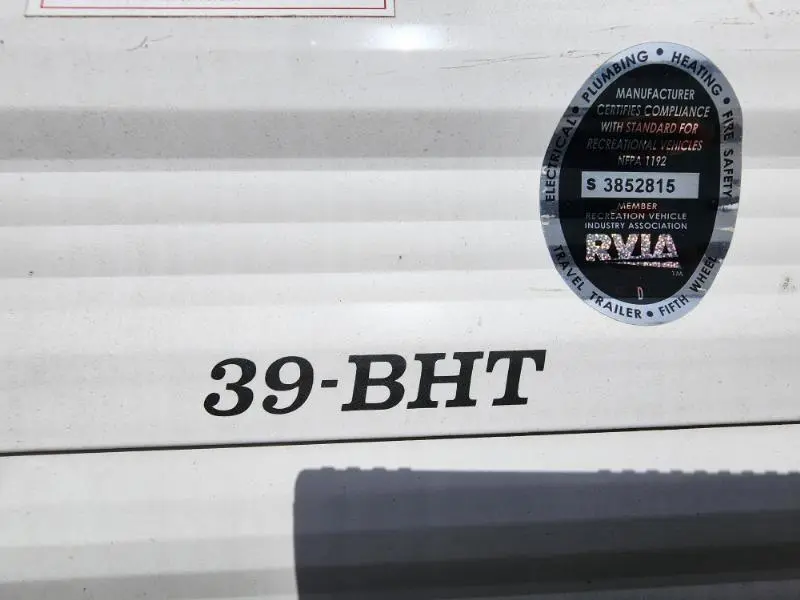 ELECTRICAL • PLUMBING • HEATING • FIRE SAFETY
MANUFACTURER
CERTIFIES COMPLIANCE
WITH STANDARD FOR
RECREATIONAL VEHICLES
NFPA 1192
S 3852815
MEMBER
RECREATION VEHICLE
INDUSTRY ASSOCIATION
RVIA
TM
D
TRAVEL TRAILER • FIFTH WHEEL
39-BHT